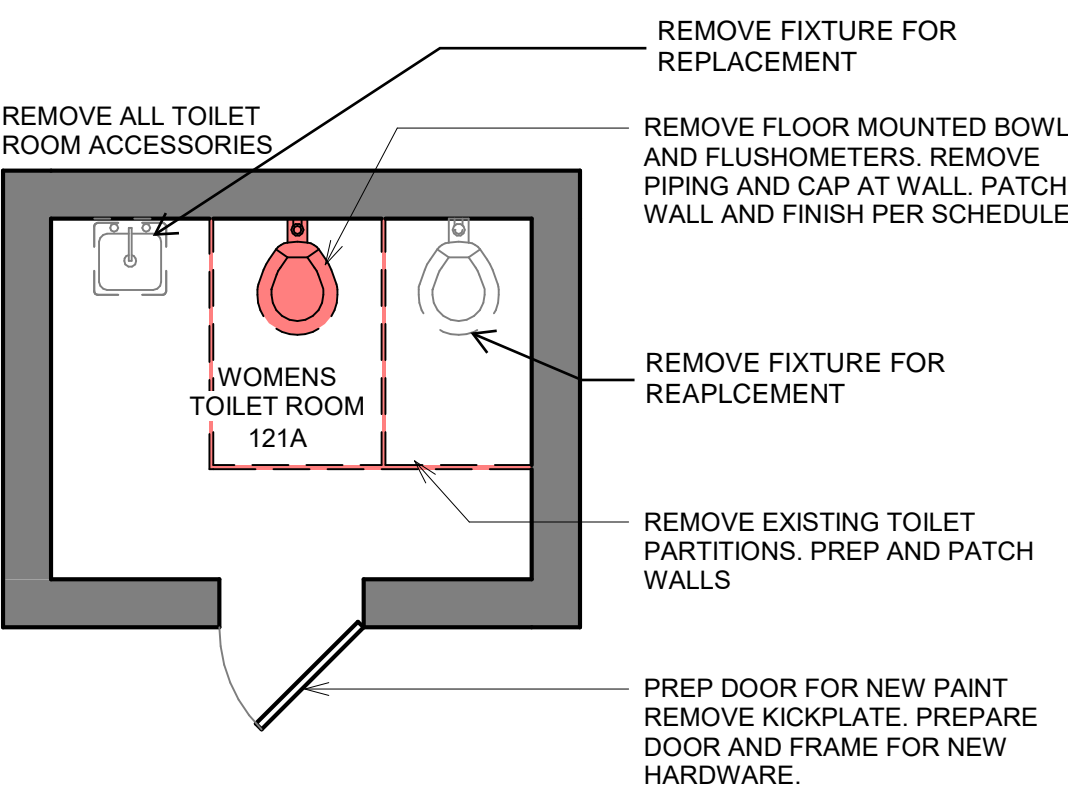 REMOVE FIXTURE FOR
REPLACEMENT
REMOVE ALL TOILET
ROOM ACCESSORIES
REMOVE FLOOR MOUNTED BOWL
AND FLUSHOMETERS. REMOVE
PIPING AND CAP AT WALL. PATCH
WALL AND FINISH PER SCHEDULE
REMOVE FIXTURE FOR
REAPLCEMENT
WOMENS
TOILET ROOM
121A
REMOVE EXISTING TOILET
PARTITIONS. PREP AND PATCH
WALLS
PREP DOOR FOR NEW PAINT
REMOVE KICKPLATE. PREPARE
DOOR AND FRAME FOR NEW
HARDWARE.